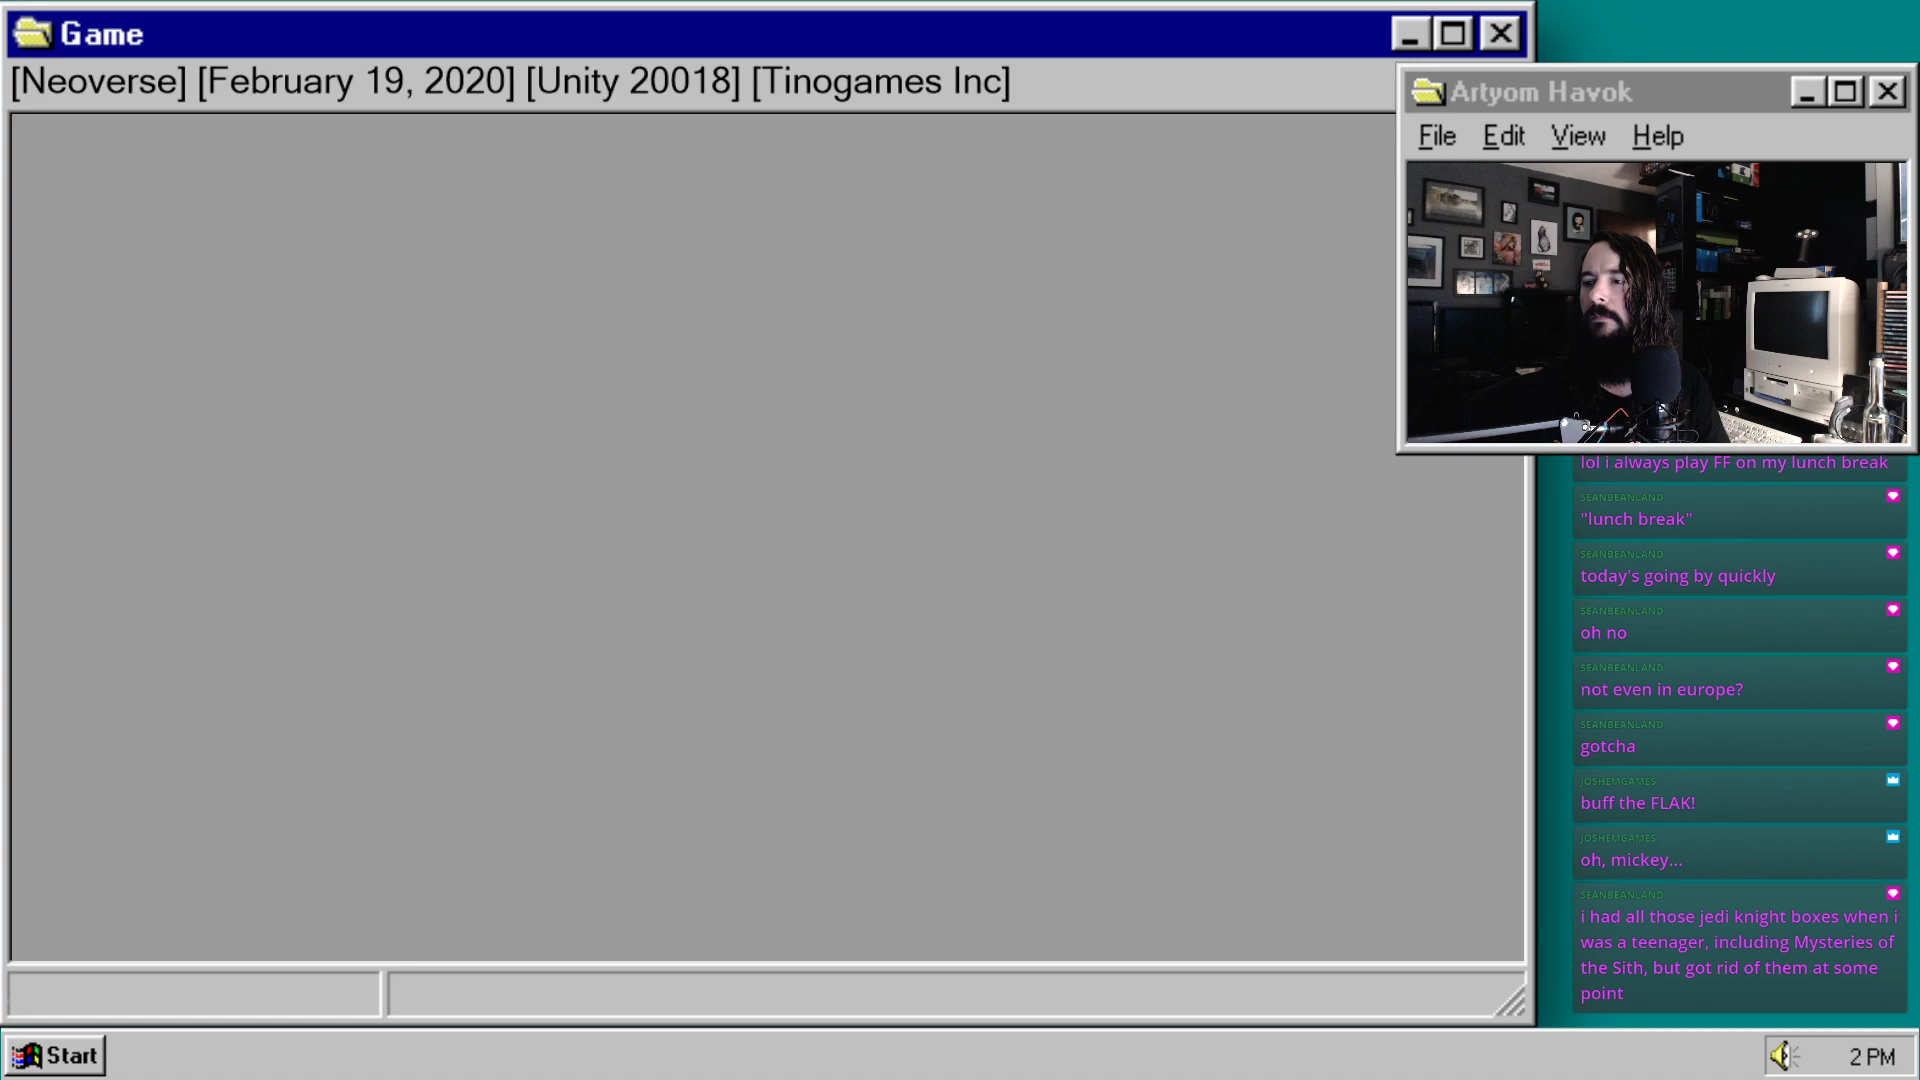 Game
[Neoverse] [February 19, 2020] [Unity 20018] [Tinogames Inc]
Artyom Havok
File Edit View Help
lol i always play FF on my lunch break
SEANBEANLAND
"lunch break"
SEANBEANLAND
today's going by quickly
SEANBEANLAND
oh no
SEANBEANLAND
not even in europe?
SEANBEANLAND
gotcha
JOSHEMGAMES
buff the FLAK!
JOSHEMGAMES
oh, mickey...
SEANBEANLAND
i had all those jedi knight boxes when i
was a teenager, including Mysteries of
the Sith, but got rid of them at some
point
Start
2 PM